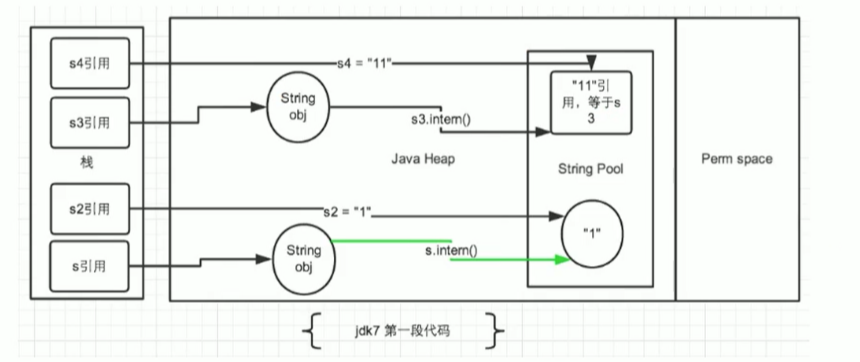 s4引用
s4 = "11"
"11"引
用，等于s
3
String
obj
s3引用
s3.intern()
栈
Java Heap
String Pool
Perm space
s2引用
s2 = "1"
"1"
String
obj
s.intern()
s引用
{ jdk7 第一段代码 }